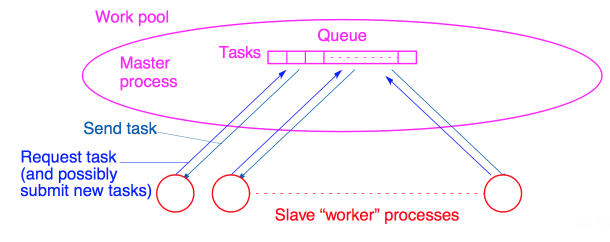 Work pool
Queue
Tasks
Master
process
Send task
Request task
(and possibly
submit new tasks)
Slave “worker” processes